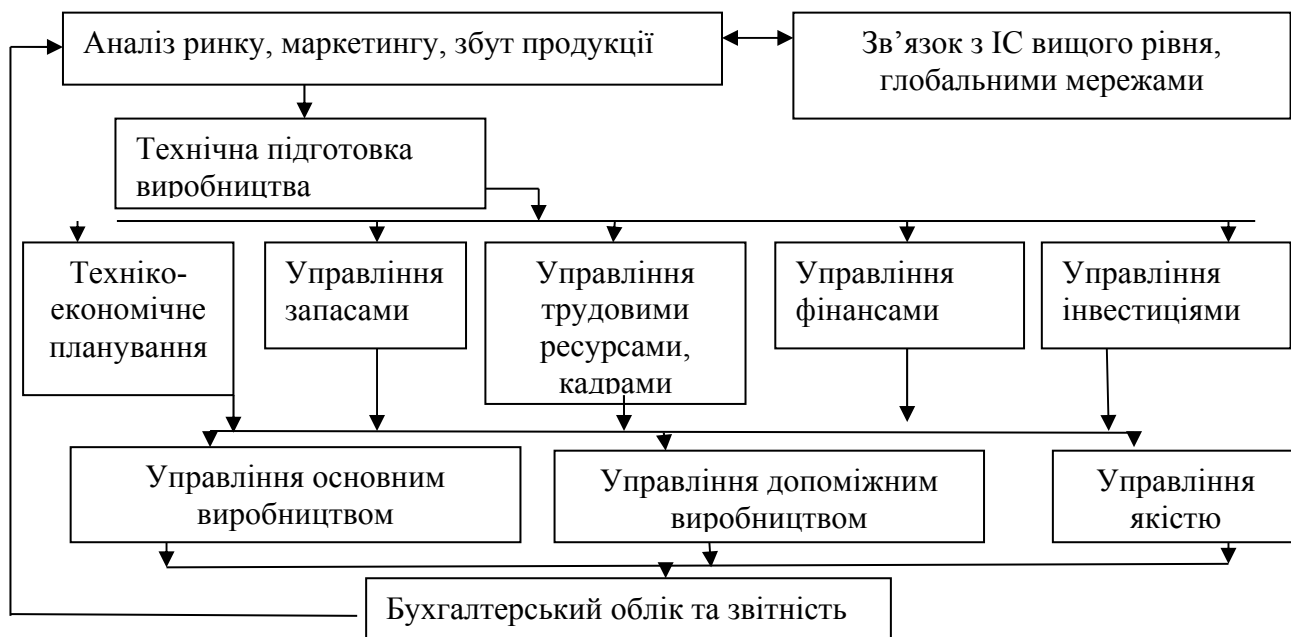 Аналіз ринку, маркетингу, збут продукції
Зв’язок з ІС вищого рівня,
глобальними мережами
Технічна підготовка
виробництва
Техніко-
економічне
планування
Управління
запасами
Управління
трудовими
ресурсами,
кадрами
Управління
фінансами
Управління
інвестиціями
Управління основним
виробництвом
Управління допоміжним
виробництвом
Управління
якістю
Бухгалтерський облік та звітність